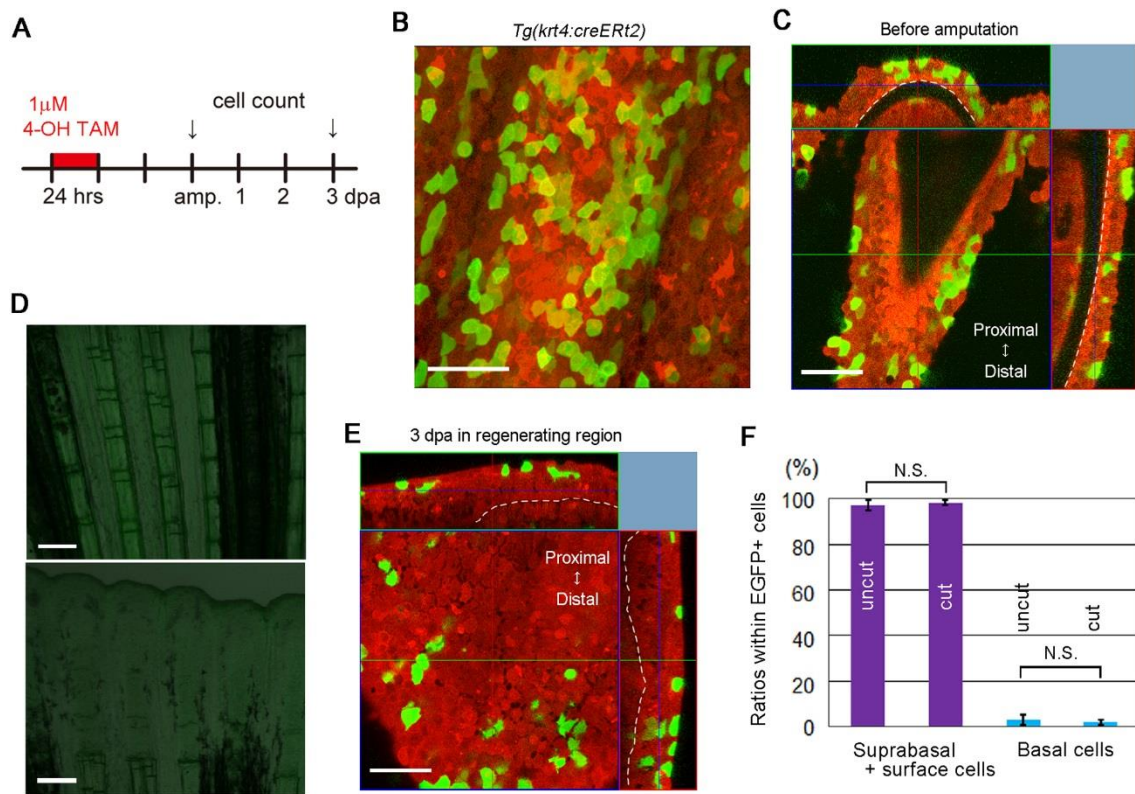 A
1μM
4-OH TAM
cell count
↓ ↓
24 hrs amp. 1 2 3 dpa
B
Tg(krt4:creERt2)
C
Before amputation
Proximal
↕
Distal
D
E
3 dpa in regenerating region
Proximal
↕
Distal
F
(%)
N.S.
100
80
60
40
20
0
Ratios within EGFP+ cells
uncut
cut
uncut
cut
N.S.
Suprabasal
+ surface cells
Basal cells